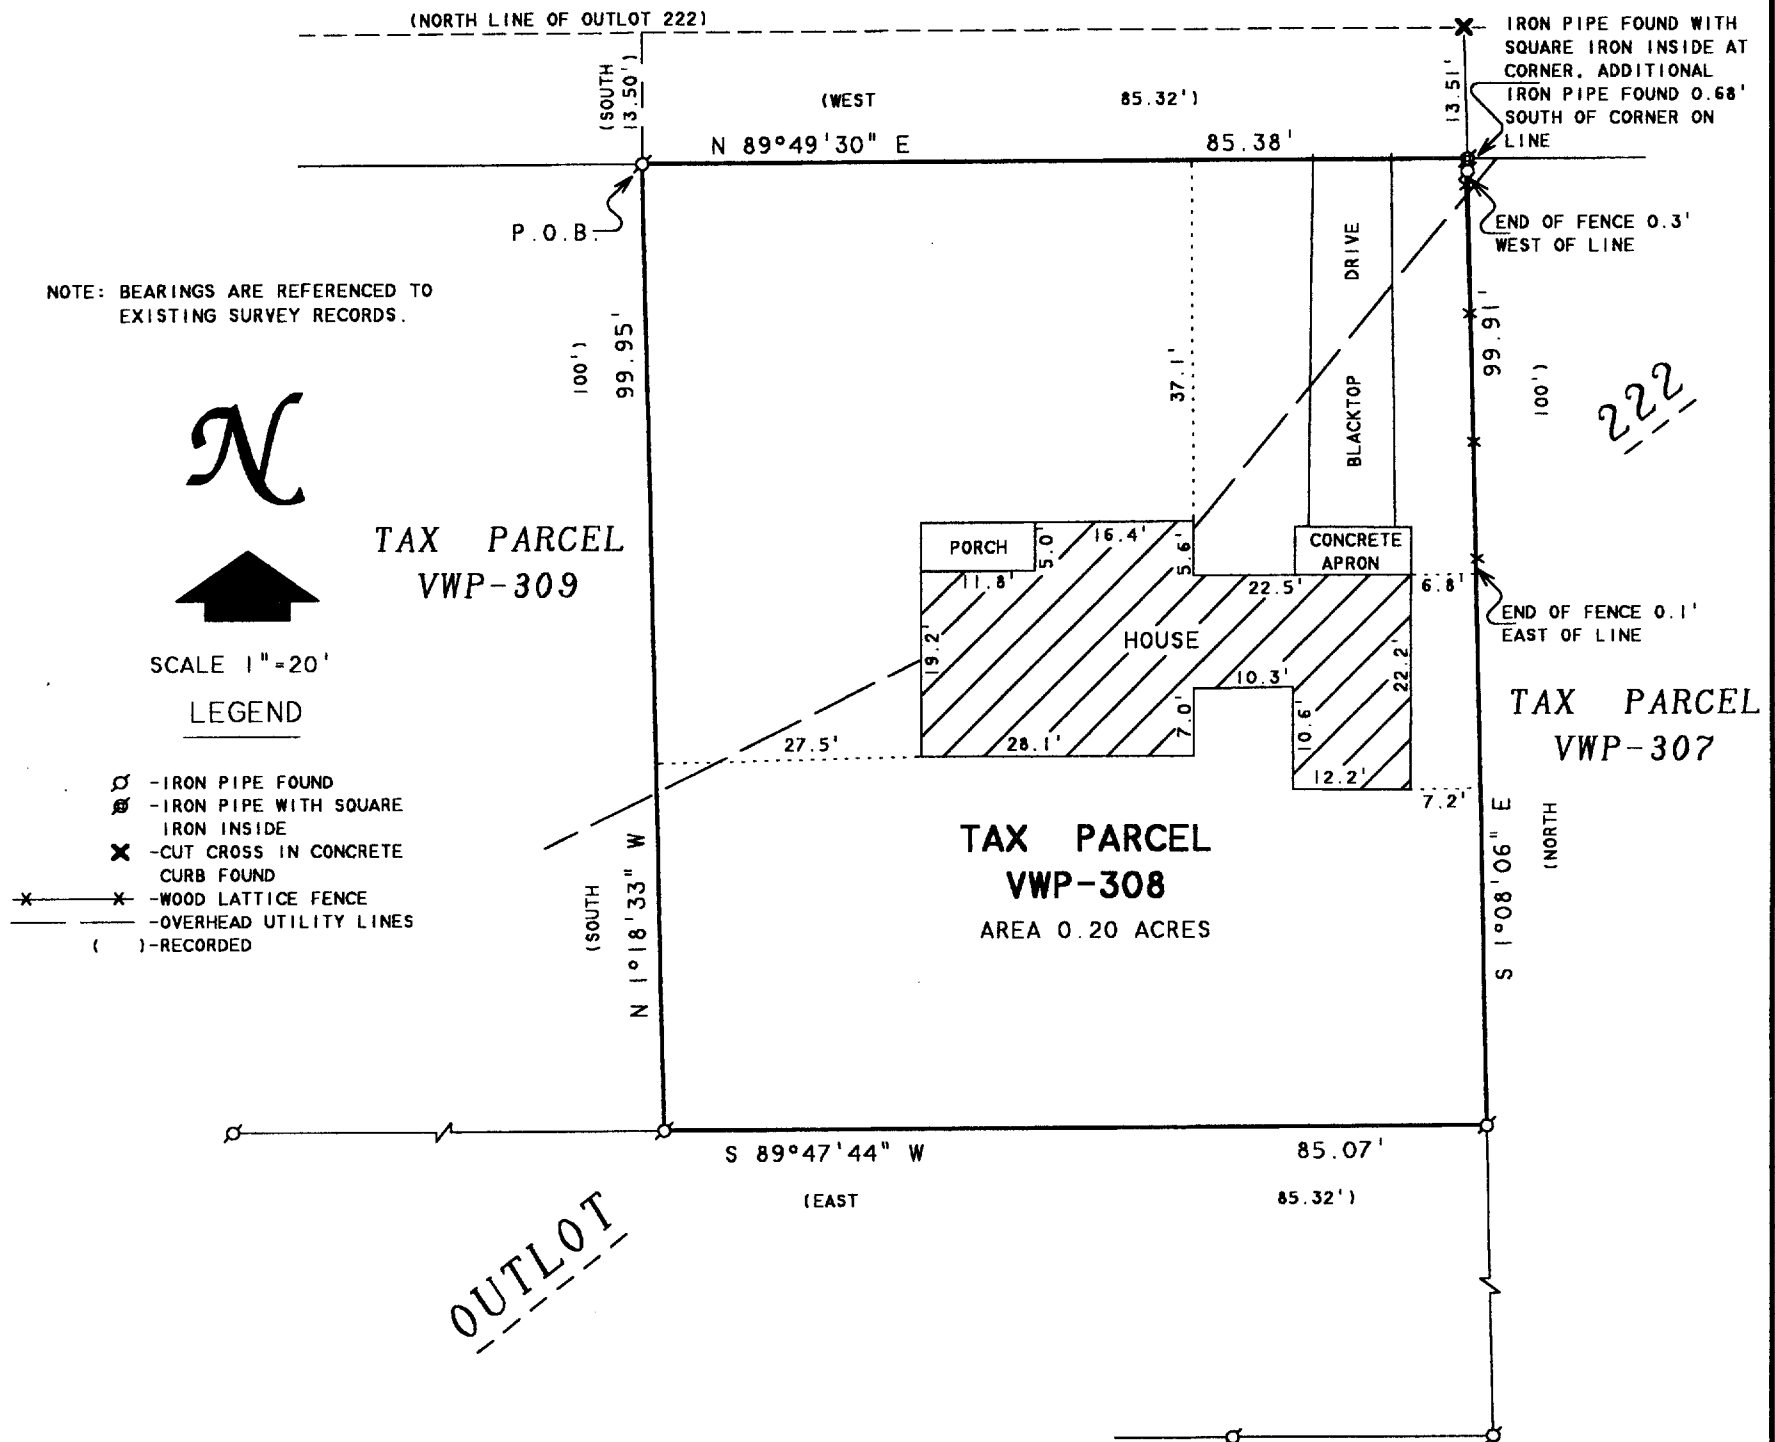 (NORTH LINE OF OUTLOT 222)
IRON PIPE FOUND WITH
SQUARE IRON INSIDE AT
CORNER. ADDITIONAL
IRON PIPE FOUND 0.68'
SOUTH OF CORNER ON
LINE
(SOUTH
13.50')
13.51'
(WEST 85.32')
N 89°49'30" E 85.38'
P.O.B.
END OF FENCE 0.3'
WEST OF LINE
NOTE: BEARINGS ARE REFERENCED TO
EXISTING SURVEY RECORDS.
100')
99.95'
37.1'
BLACKTOP DRIVE
99.91'
100')
222
N
TAX PARCEL
VWP-309
SCALE 1"=20'
PORCH
11.8'
5.0'
16.4'
5.6'
CONCRETE
APRON
22.5'
6.8'
END OF FENCE 0.1'
EAST OF LINE
HOUSE
19.2'
22.2'
10.3'
7.0'
10.6'
27.5'
28.1'
12.2'
7.2'
TAX PARCEL
VWP-307
LEGEND
-IRON PIPE FOUND
-IRON PIPE WITH SQUARE
IRON INSIDE
-CUT CROSS IN CONCRETE
CURB FOUND
-WOOD LATTICE FENCE
-OVERHEAD UTILITY LINES
( )-RECORDED
TAX PARCEL
VWP-308
AREA 0.20 ACRES
(SOUTH
N 1°18'33" W
S 1°08'06" E
(NORTH
S 89°47'44" W 85.07'
(EAST 85.32')
OUTLOT